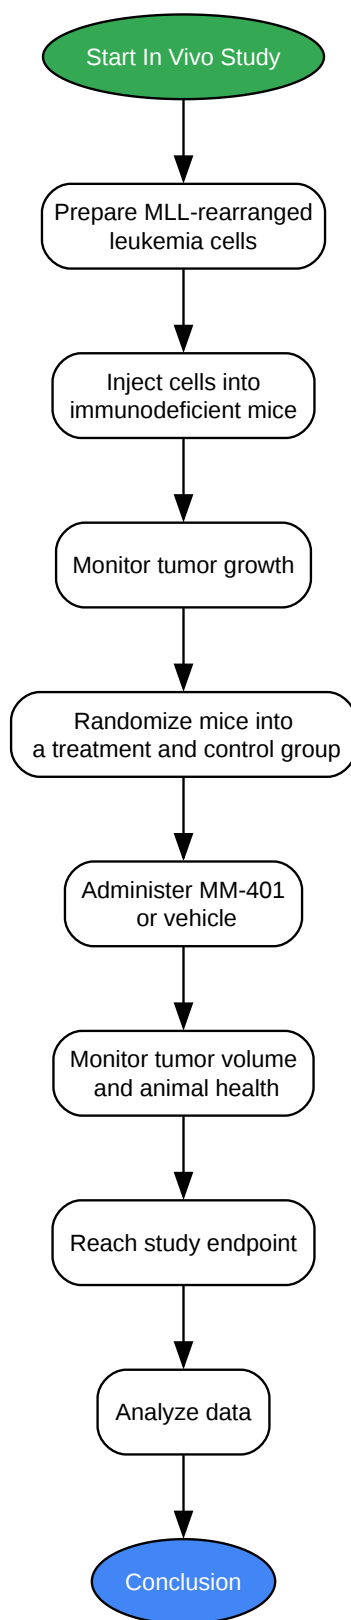 Start In Vivo Study
Prepare MLL-rearranged
leukemia cells
Inject cells into
immunodeficient mice
Monitor tumor growth
Randomize mice into
a treatment and control group
Administer MM-401
or vehicle
Monitor tumor volume
and animal health
Reach study endpoint
Analyze data
Conclusion